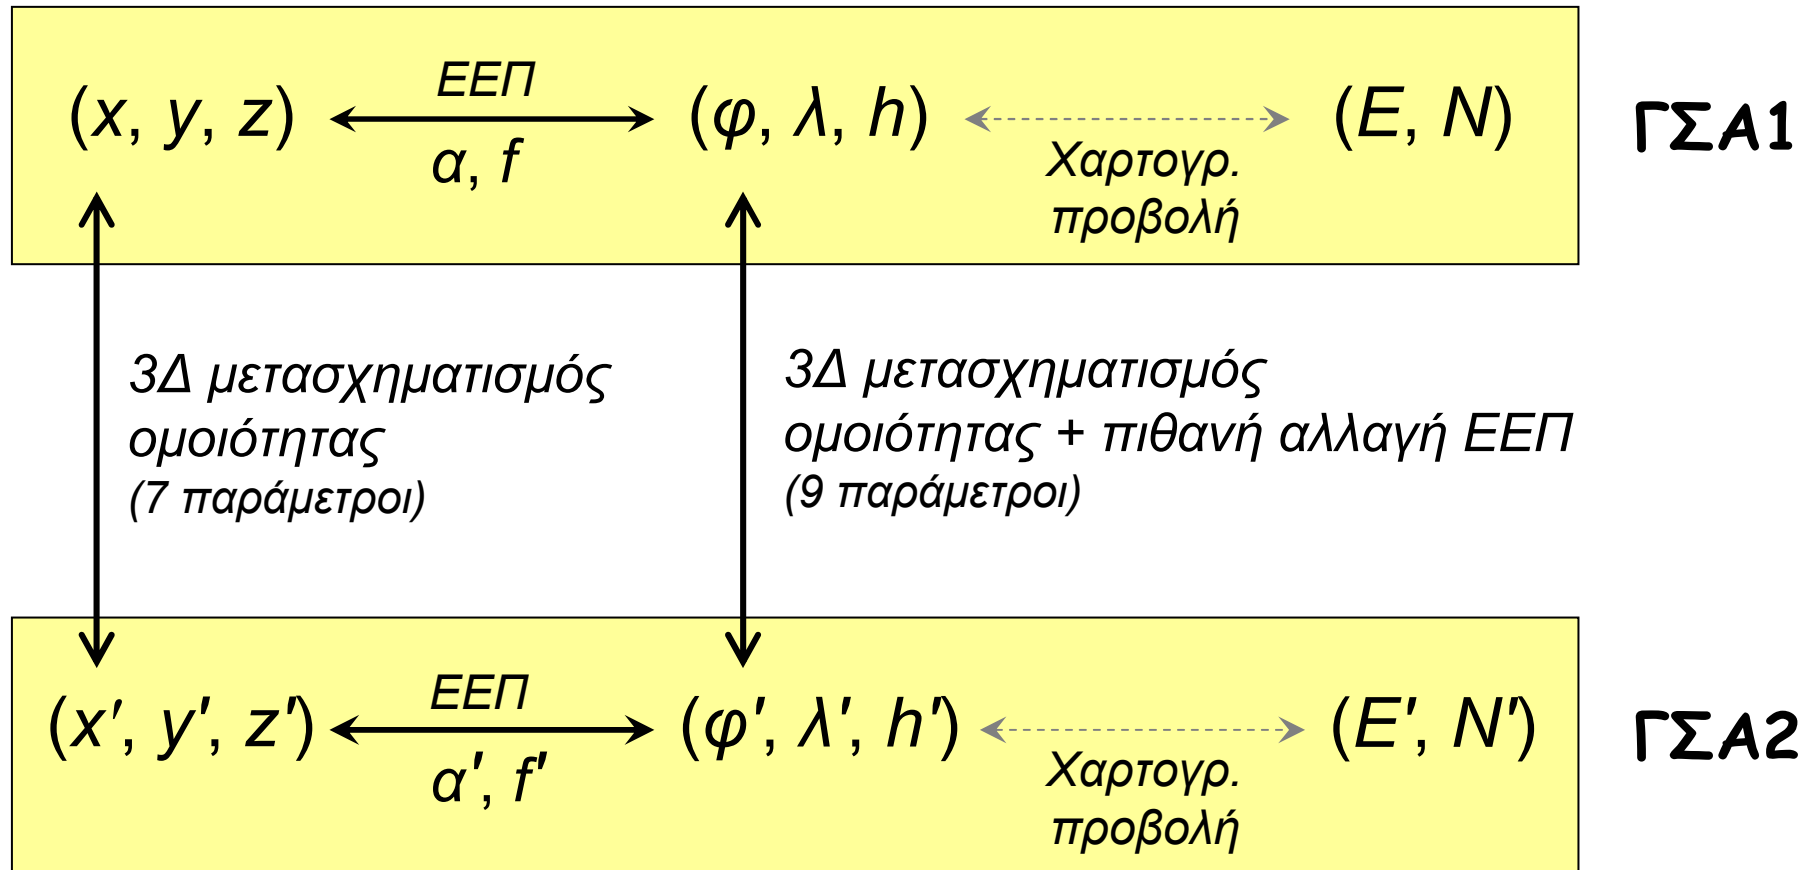 (x, y, z) ΕΕΠ (φ, λ, h) (E, N) ΓΣΑ1
α, f Χαρτογρ.
προβολή
3Δ μετασχηματισμός
ομοιότητας
(7 παράμετροι)
3Δ μετασχηματισμός
ομοιότητας + πιθανή αλλαγή ΕΕΠ
(9 παράμετροι)
(x′, y′, z′) ΕΕΠ (φ′, λ′, h′) (E′, N′) ΓΣΑ2
α′, f′ Χαρτογρ.
προβολή